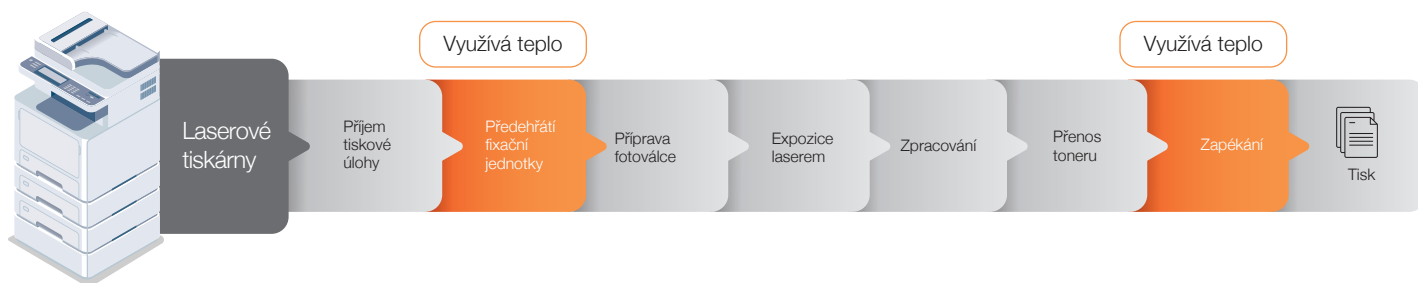 Využívá teplo
Využívá teplo
Laserové
tiskárny
Příjem
tiskové
úlohy
Předehřátí
fixační
jednotky
Příprava
fotoválce
Expozice
laserem
Zpracování
Přenos
toneru
Zapékání
Tisk